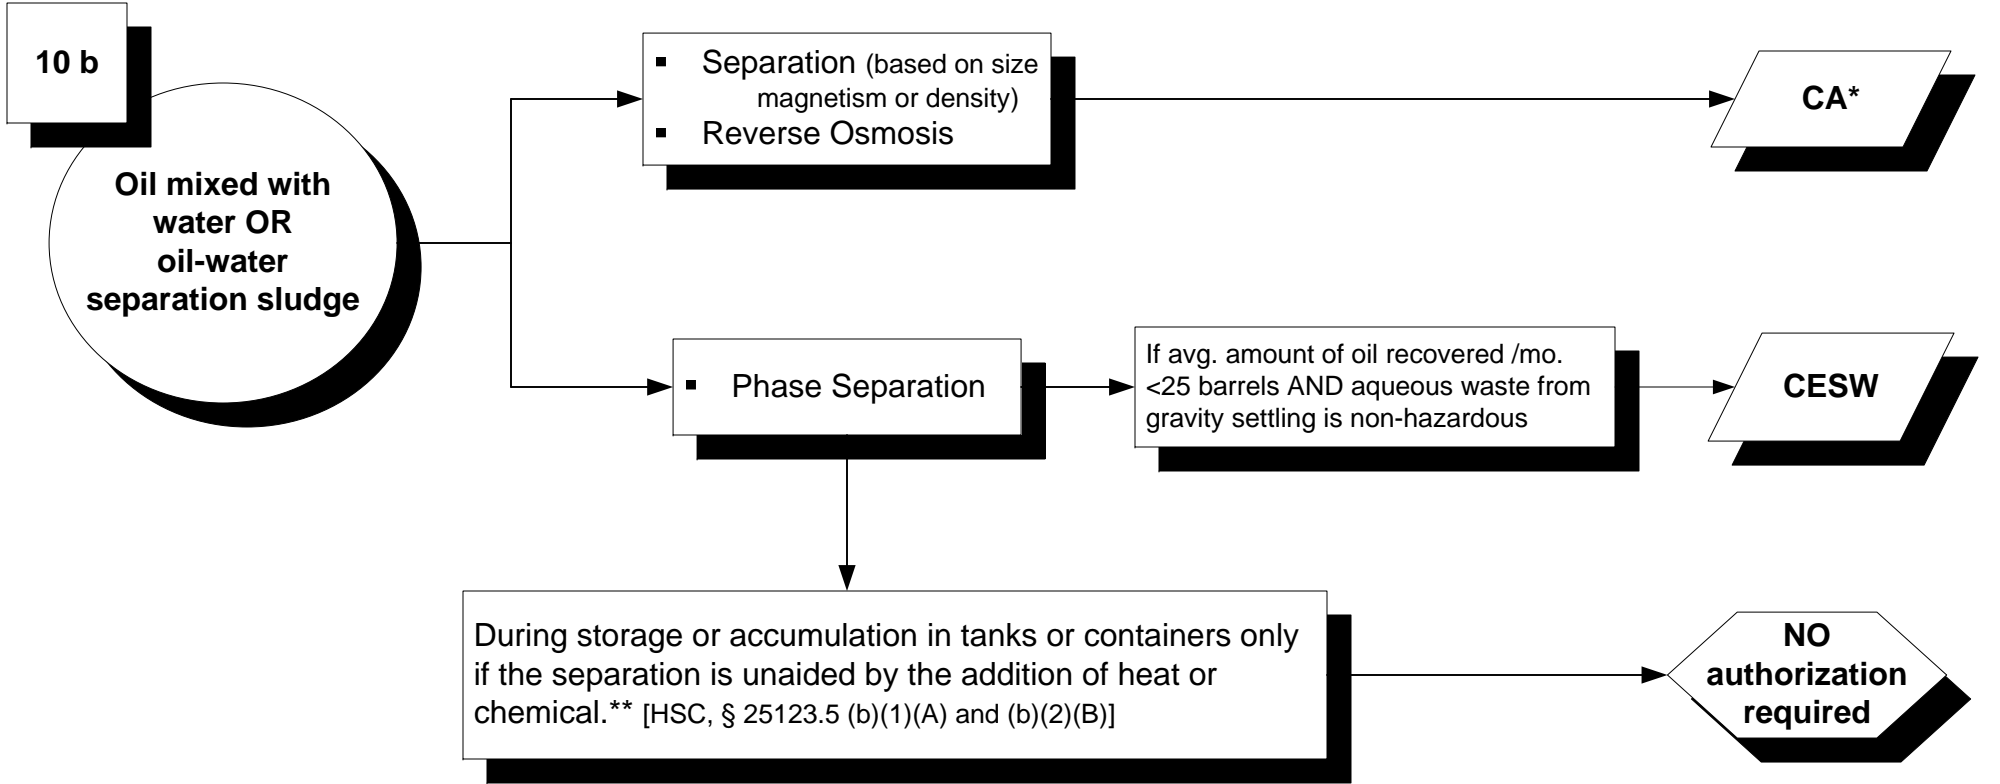 10 b
Oil mixed with
water OR
oil-water
separation sludge
▪ Separation (based on size
magnetism or density)
▪ Reverse Osmosis
CA*
▪ Phase Separation
If avg. amount of oil recovered /mo.
<25 barrels AND aqueous waste from
gravity settling is non-hazardous
CESW
During storage or accumulation in tanks or containers only
if the separation is unaided by the addition of heat or
chemical.** [HSC, § 25123.5 (b)(1)(A) and (b)(2)(B)]
NO
authorization
required